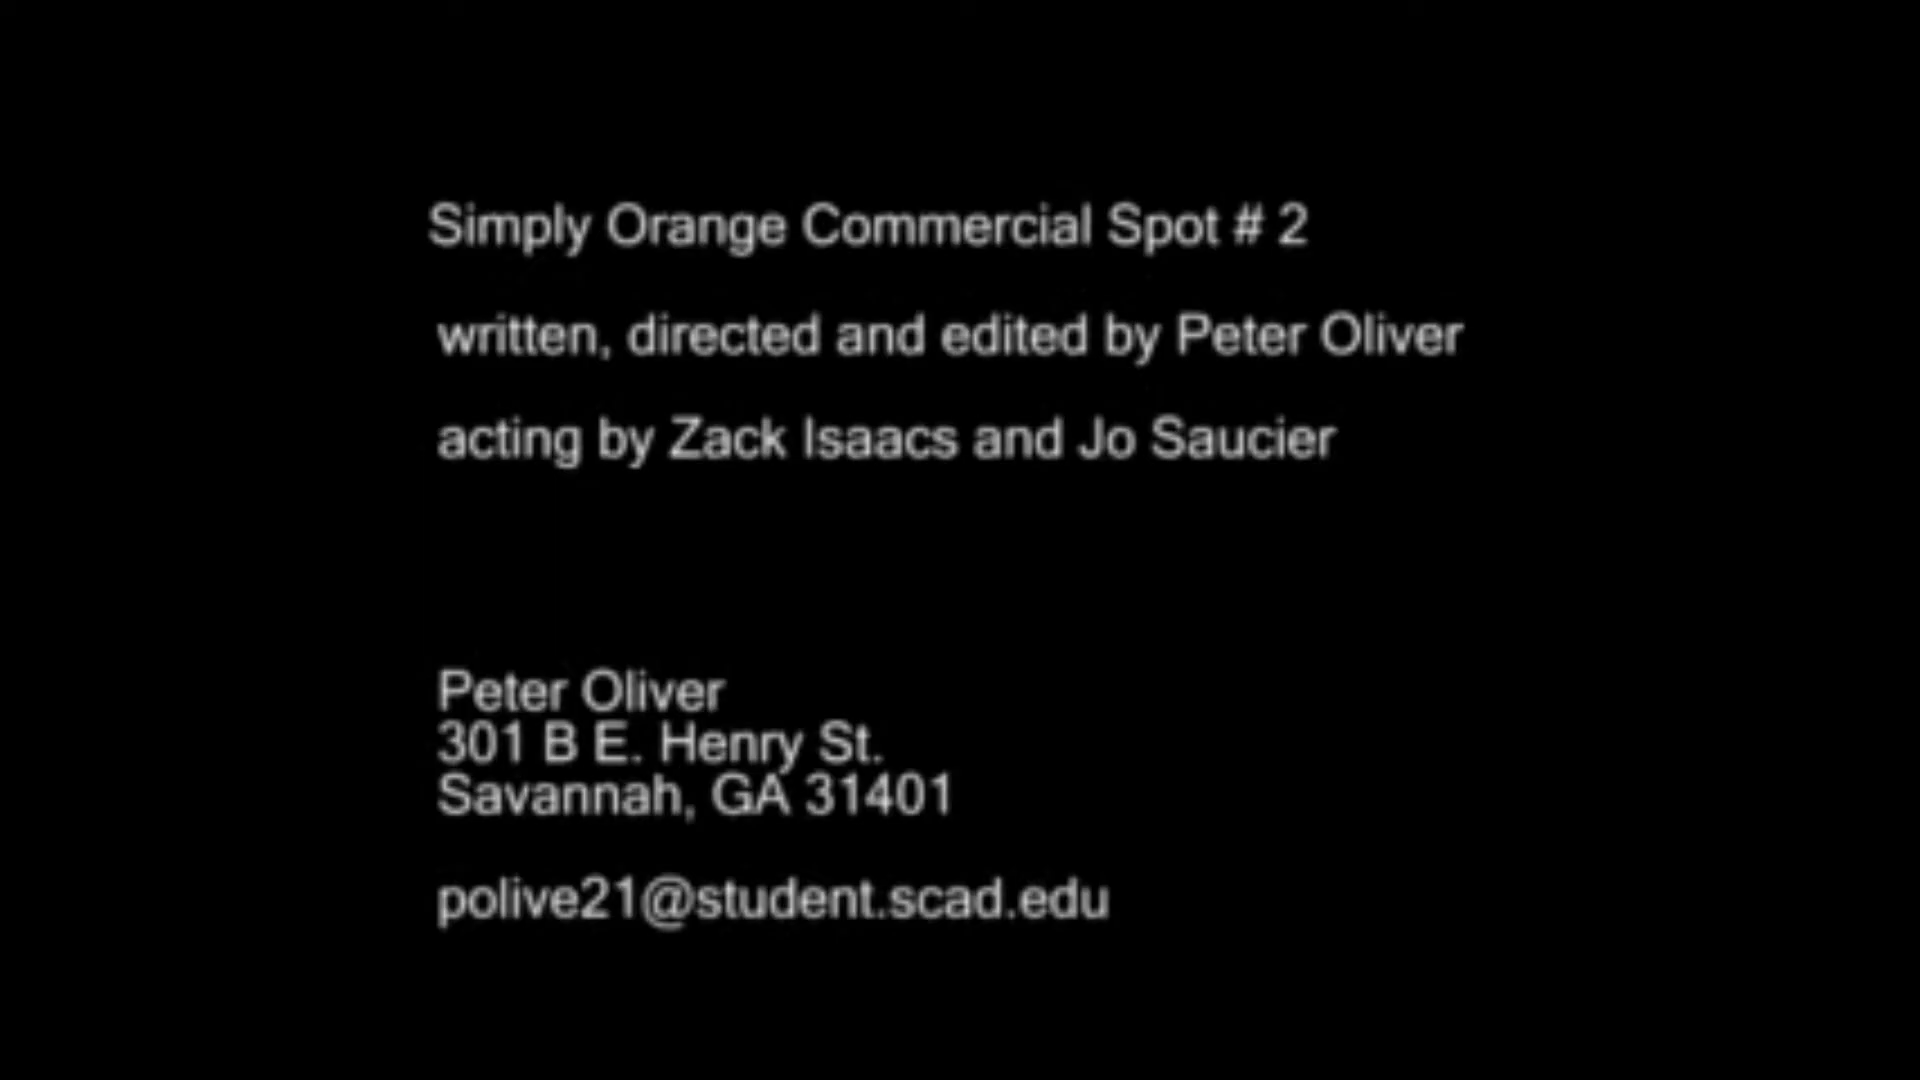 Simply Orange Commercial Spot # 2
written, directed and edited by Peter Oliver
acting by Zack Isaacs and Jo Saucier
Peter Oliver
301 B E. Henry St.
Savannah, GA 31401
polive21@student.scad.edu